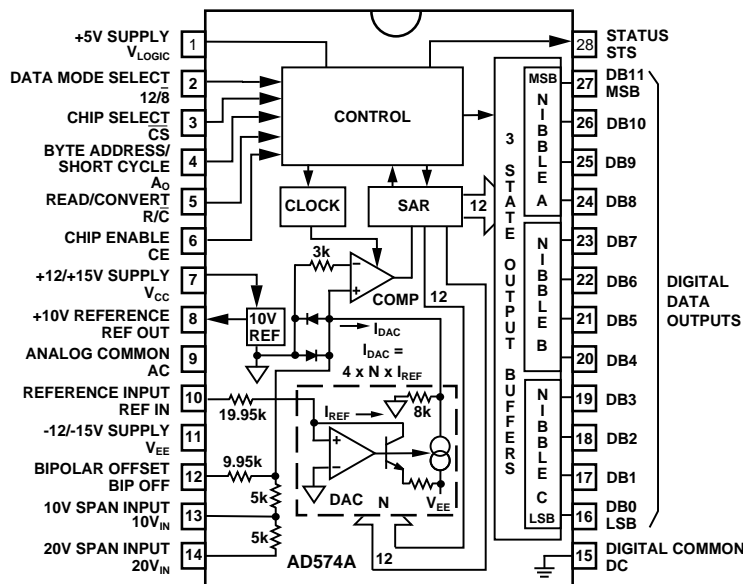 +5V SUPPLY
VLOGIC
1
DATA MODE SELECT
12/8̅
2
CHIP SELECT
C̅S̅
3
BYTE ADDRESS/
SHORT CYCLE
AO
4
READ/CONVERT
R/C̅
5
CHIP ENABLE
CE
6
+12/+15V SUPPLY
VCC
7
+10V REFERENCE
REF OUT
8
ANALOG COMMON
AC
9
REFERENCE INPUT
REF IN
10
-12/-15V SUPPLY
VEE
11
BIPOLAR OFFSET
BIP OFF
12
10V SPAN INPUT
10VIN
13
20V SPAN INPUT
20VIN
14
CONTROL
CLOCK
SAR
12
3k
COMP
12
10V
REF
IDAC
IDAC =
4 x N x IREF
19.95k
IREF
8k
9.95k
5k
5k
DAC
N
VEE
12
AD574A
3 STATE OUTPUT BUFFERS
MSB
NIBBLE A
NIBBLE B
NIBBLE C
LSB
28
STATUS
STS
27
DB11
MSB
26
DB10
25
DB9
24
DB8
23
DB7
22
DB6
21
DB5
20
DB4
19
DB3
18
DB2
17
DB1
16
DB0
LSB
15
DIGITAL COMMON
DC
DIGITAL
DATA
OUTPUTS